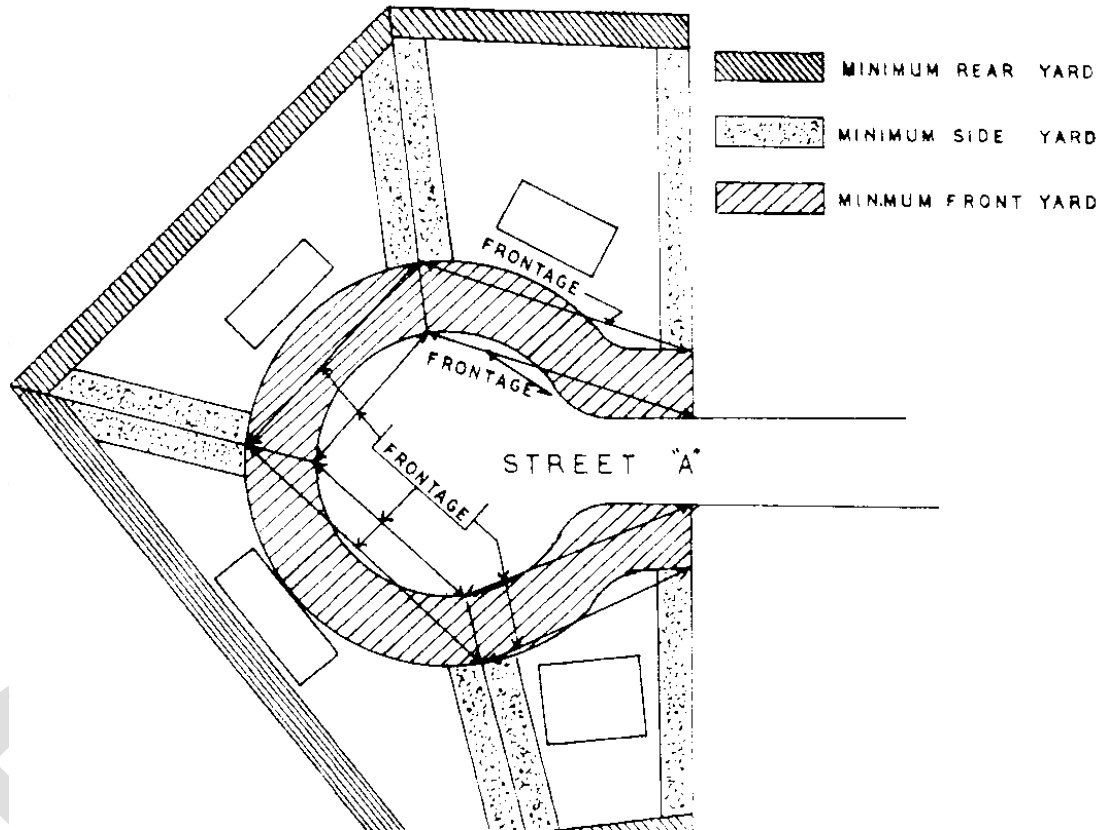 MINIMUM REAR YARD
MINIMUM SIDE YARD
MINMUM FRONT YARD
FRONTAGE
FRONTAGE
FRONTAGE
STREET "A"